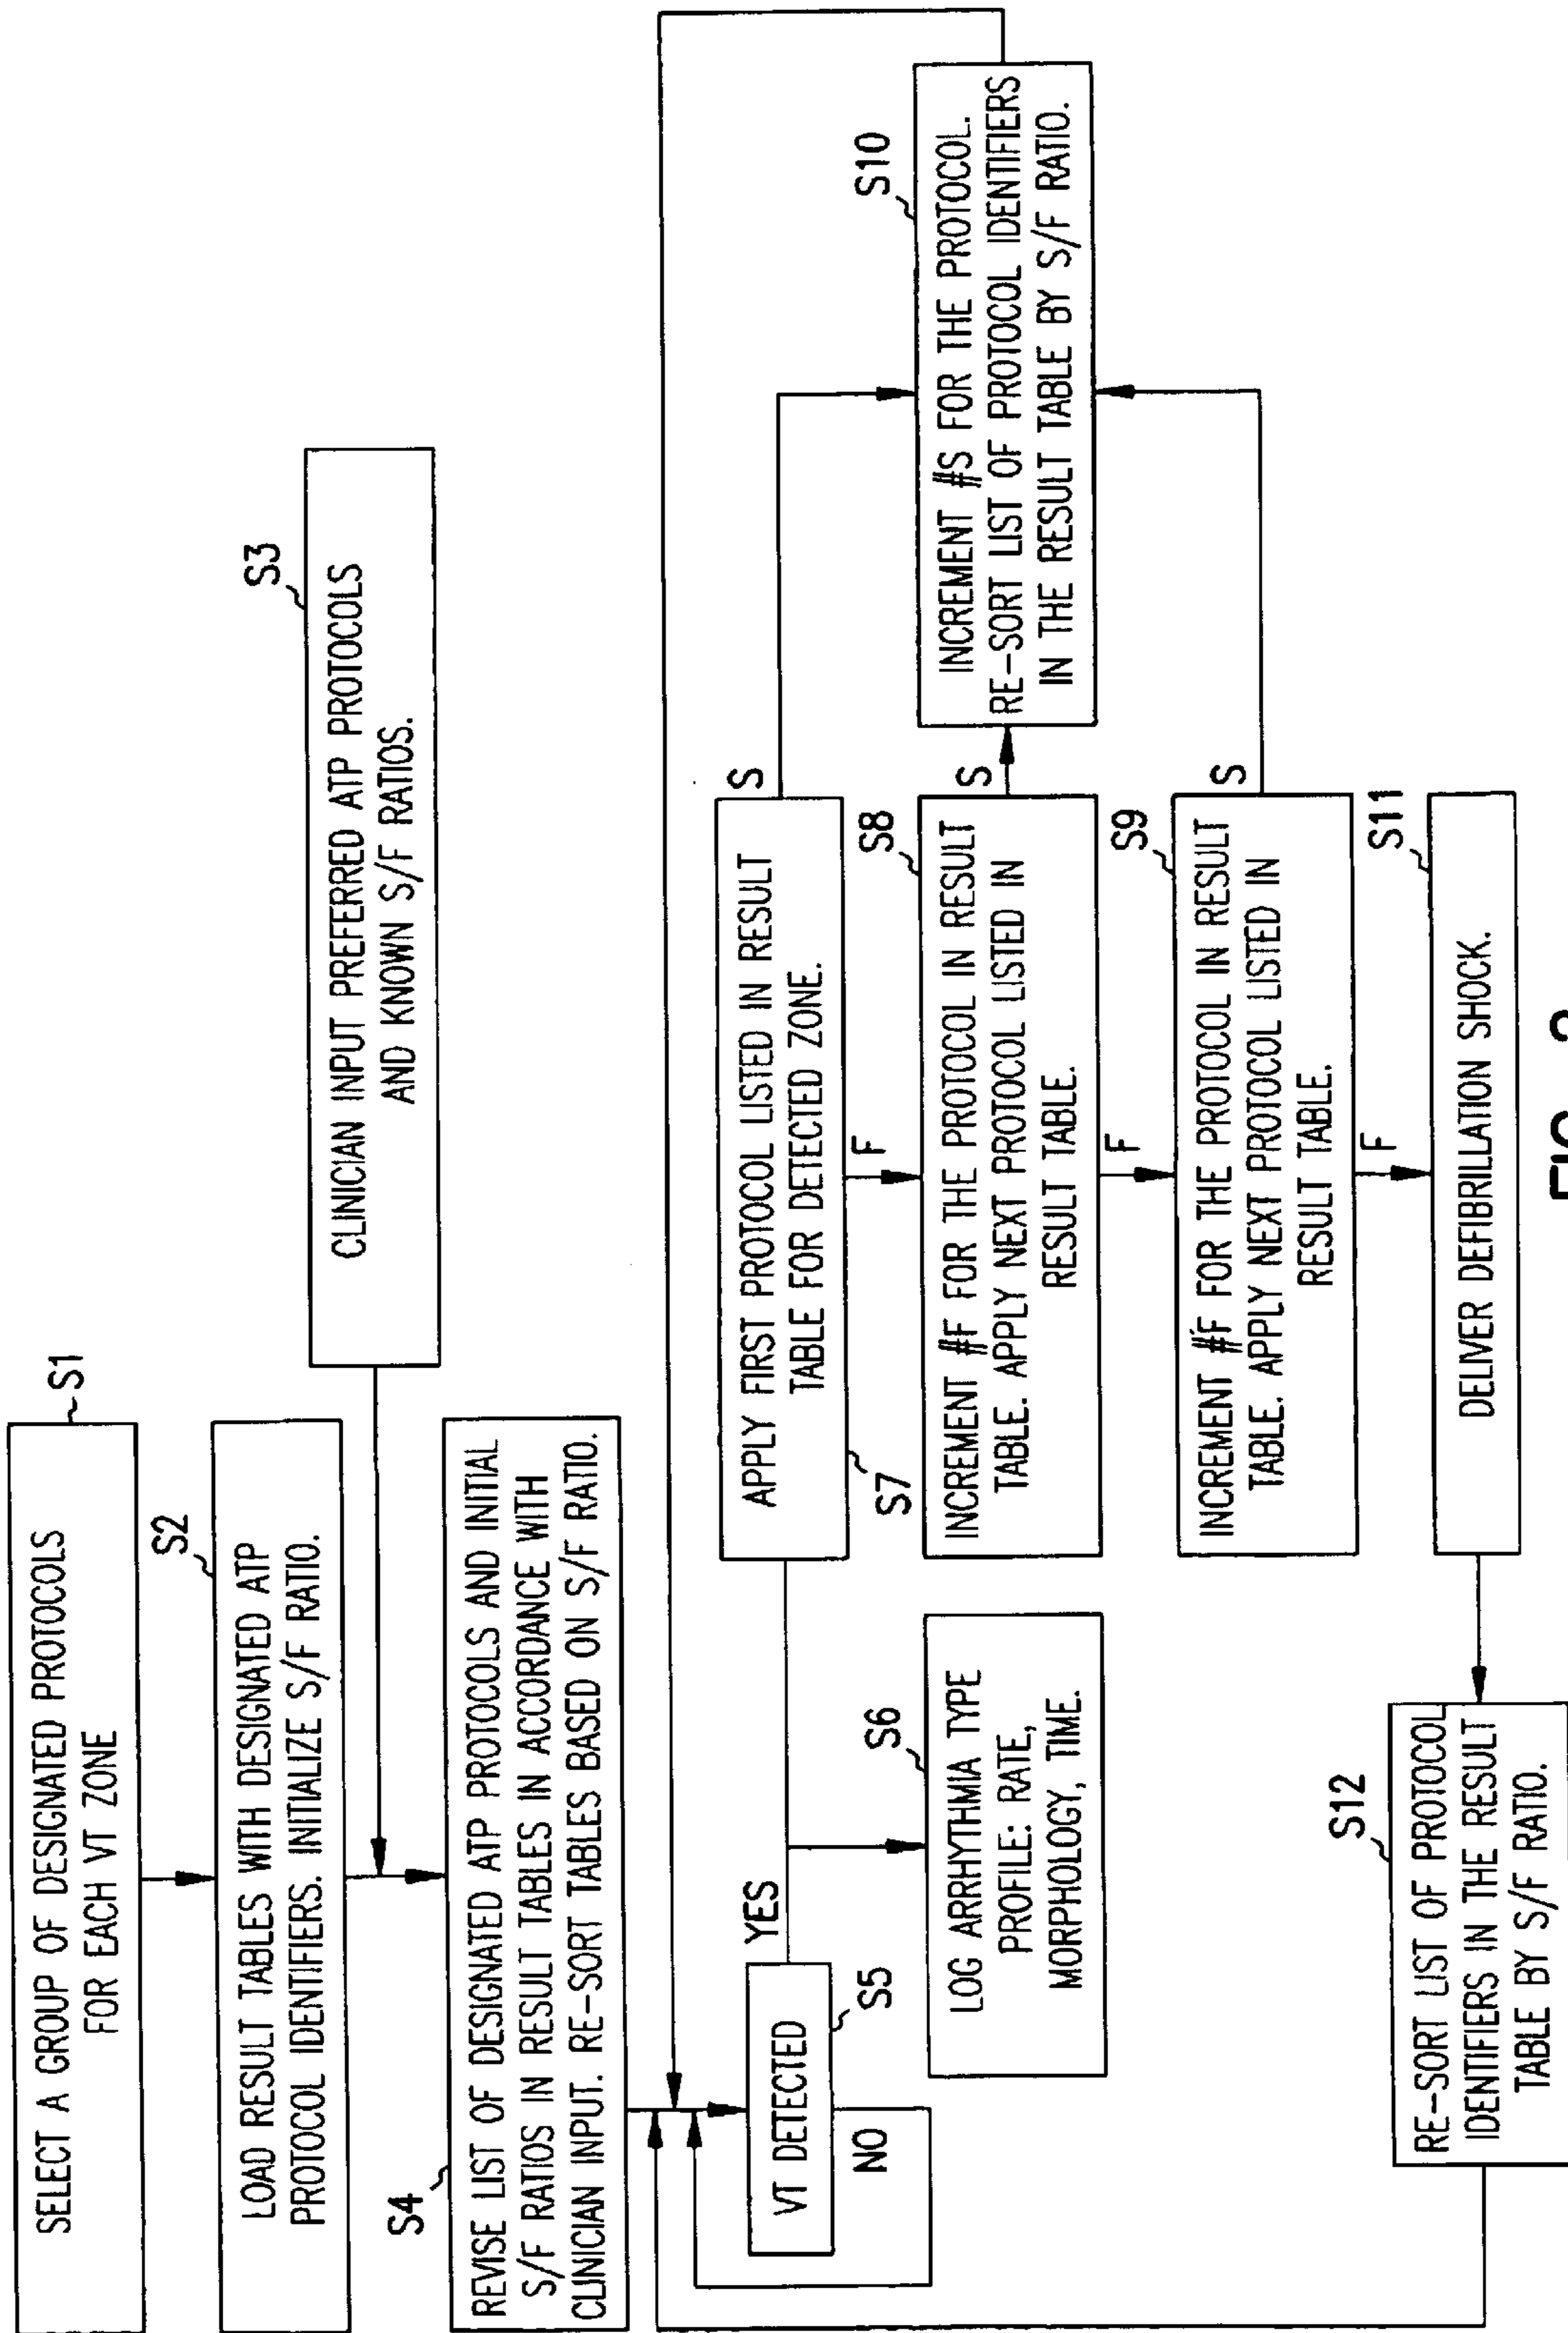 SELECT A GROUP OF DESIGNATED PROTOCOLS
FOR EACH VT ZONE
S1
LOAD RESULT TABLES WITH DESIGNATED ATP
PROTOCOL IDENTIFIERS. INITIALIZE S/F RATIO.
S2
CLINICIAN INPUT PREFERRED ATP PROTOCOLS
AND KNOWN S/F RATIOS.
S3
REVISE LIST OF DESIGNATED ATP PROTOCOLS AND INITIAL
S/F RATIOS IN RESULT TABLES IN ACCORDANCE WITH
CLINICIAN INPUT. RE-SORT TABLES BASED ON S/F RATIO.
S4
VT DETECTED
S5
YES
NO
LOG ARRHYTHMIA TYPE
PROFILE: RATE,
MORPHOLOGY, TIME.
S6
APPLY FIRST PROTOCOL LISTED IN RESULT
TABLE FOR DETECTED ZONE.
S7
S
F
INCREMENT #F FOR THE PROTOCOL IN RESULT
TABLE. APPLY NEXT PROTOCOL LISTED IN
RESULT TABLE.
S8
S
F
INCREMENT #F FOR THE PROTOCOL IN RESULT
TABLE. APPLY NEXT PROTOCOL LISTED IN
RESULT TABLE.
S9
S
F
INCREMENT #S FOR THE PROTOCOL.
RE-SORT LIST OF PROTOCOL IDENTIFIERS
IN THE RESULT TABLE BY S/F RATIO.
S10
DELIVER DEFIBRILLATION SHOCK.
S11
RE-SORT LIST OF PROTOCOL
IDENTIFIERS IN THE RESULT
TABLE BY S/F RATIO.
S12